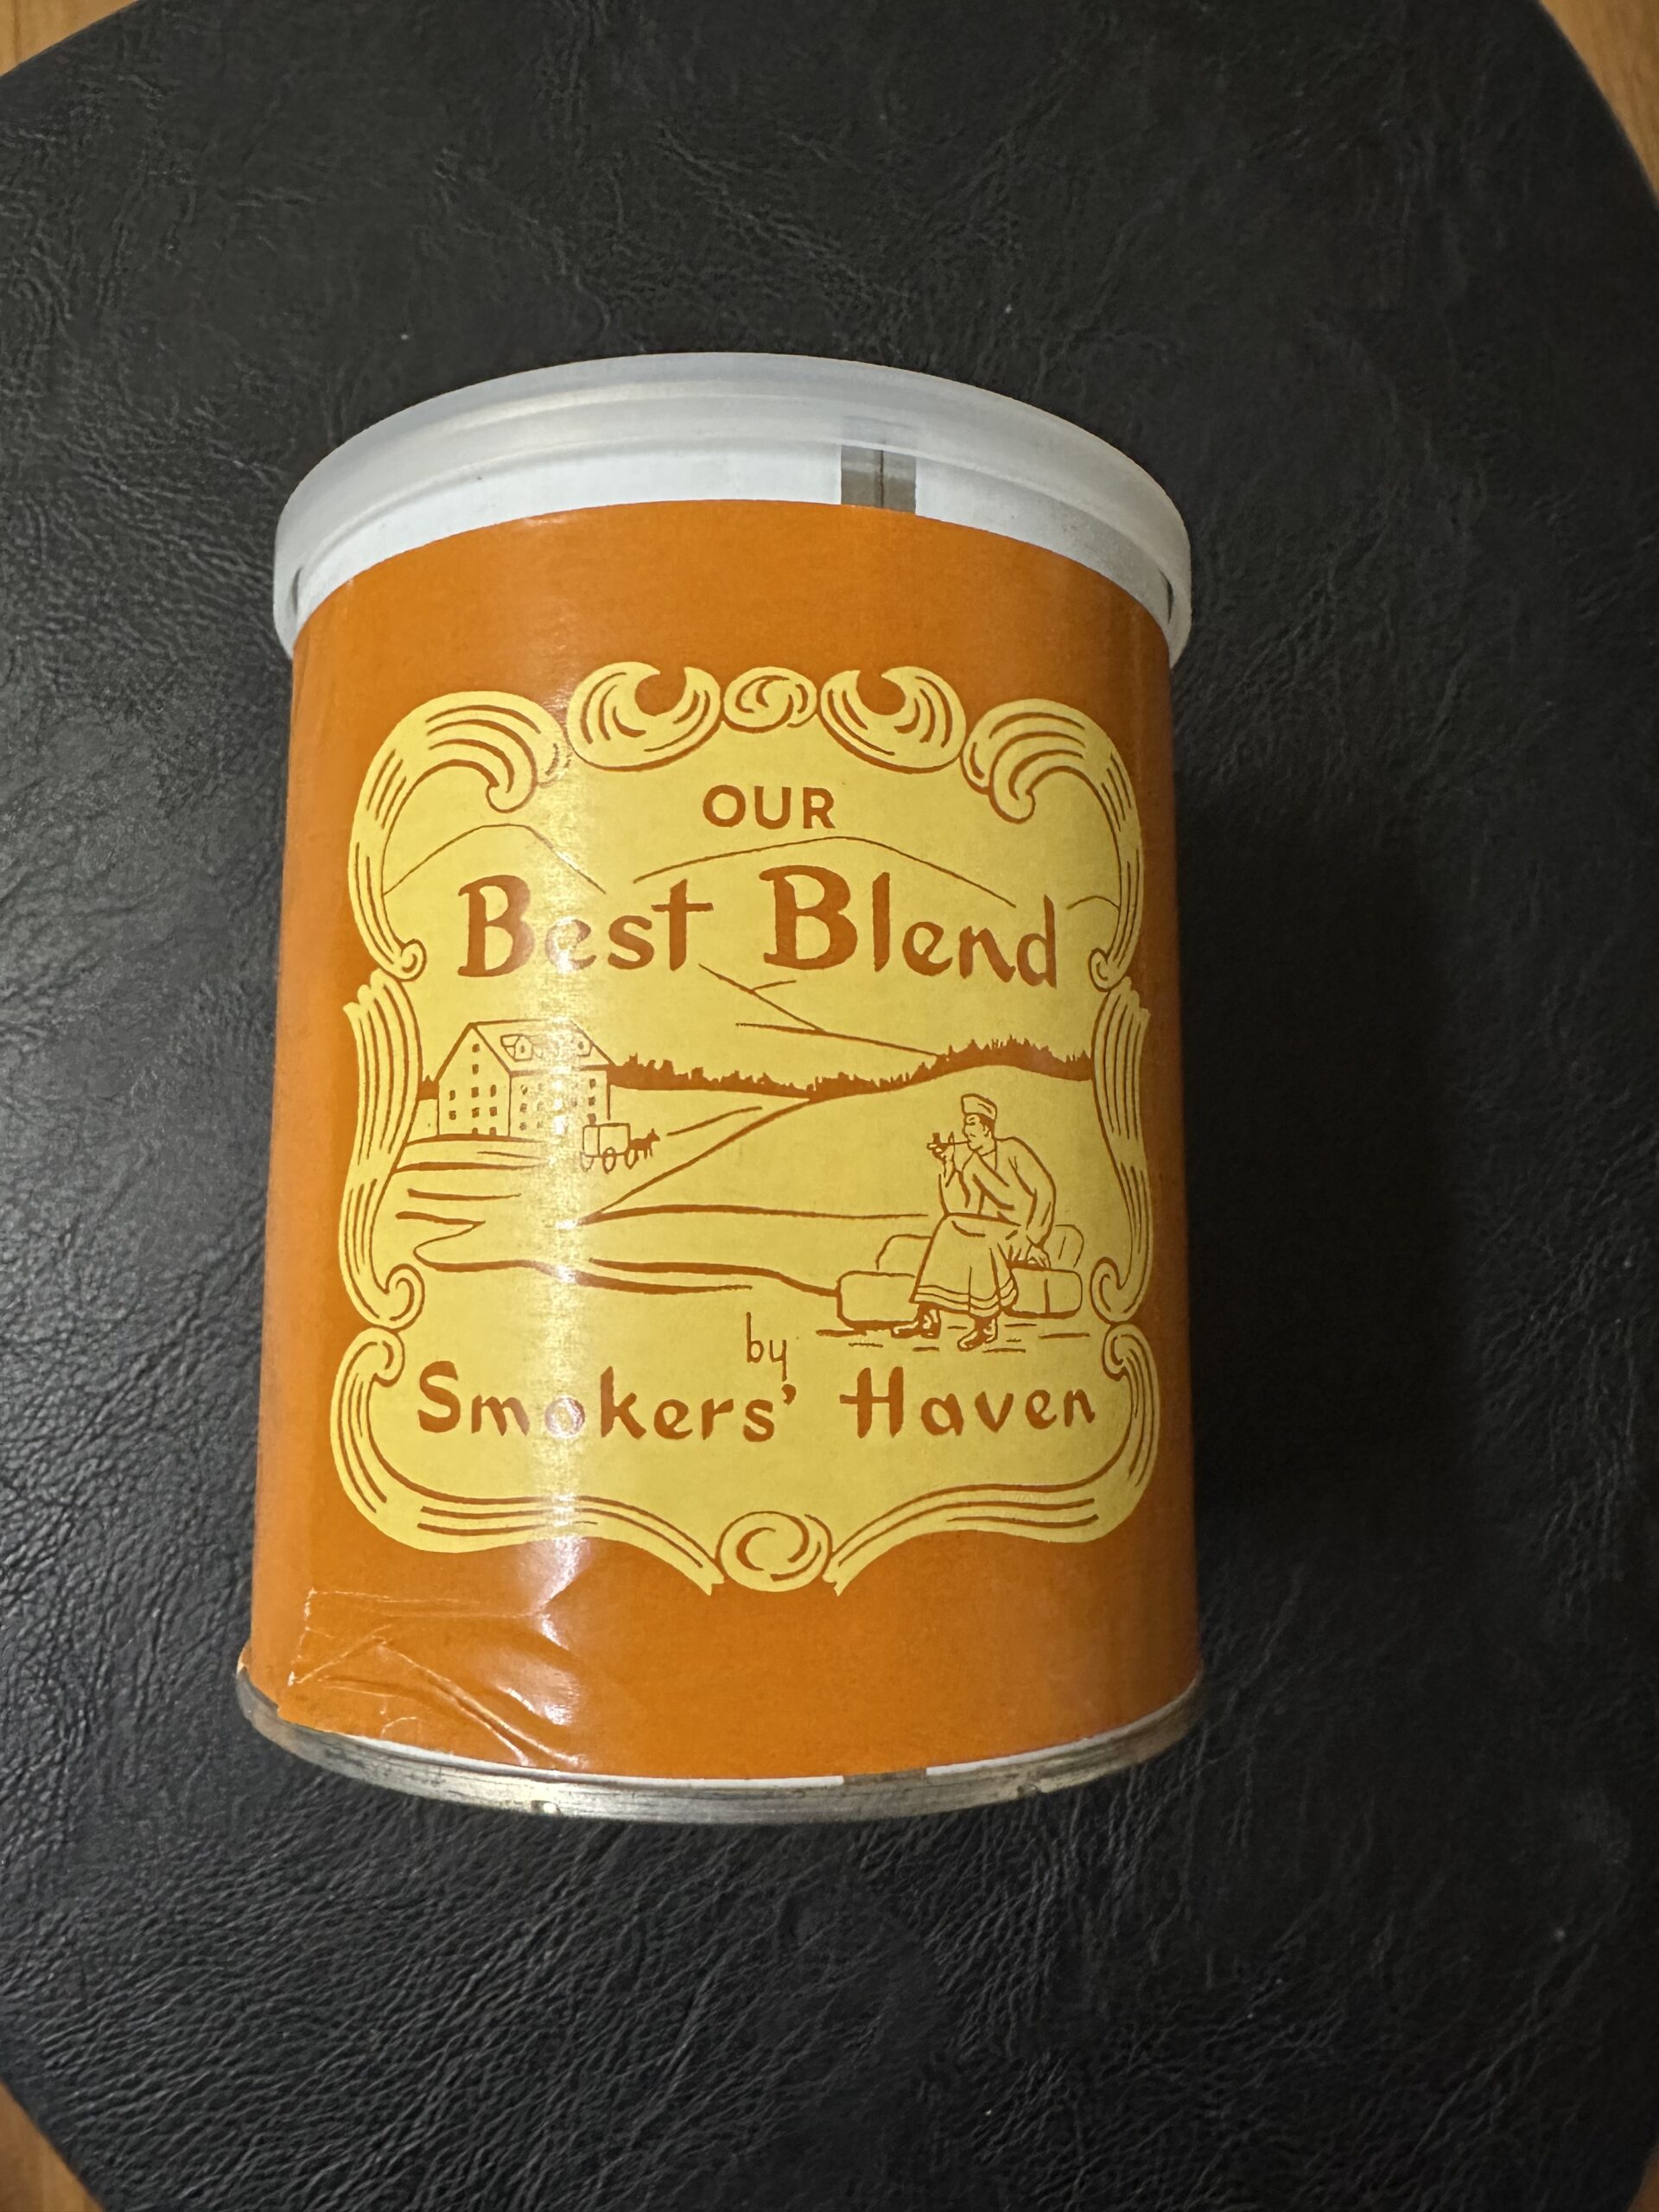 OUR
Best Blend
by
Smokers' Haven